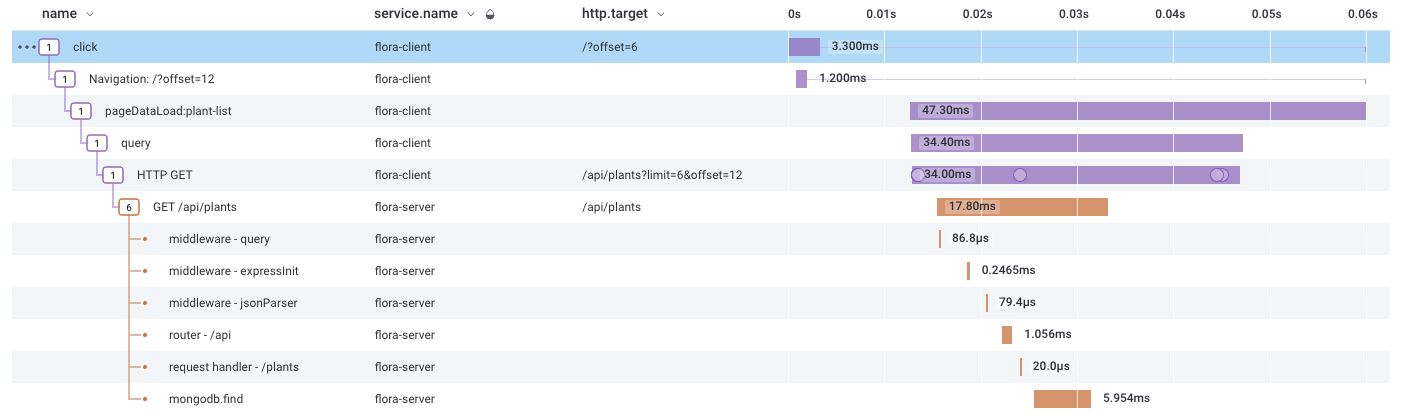 name service.name http.target 0s 0.01s 0.02s 0.03s 0.04s 0.05s 0.06s
1 click flora-client /?offset=6 3.300ms
1 Navigation: /?offset=12 flora-client 1.200ms
1 pageDataLoad:plant-list flora-client 47.30ms
1 query flora-client 34.40ms
1 HTTP GET flora-client /api/plants?limit=6&offset=12 34.00ms
6 GET /api/plants flora-server /api/plants 17.80ms
middleware - query flora-server 86.8μs
middleware - expressInit flora-server 0.2465ms
middleware - jsonParser flora-server 79.4μs
router - /api flora-server 1.056ms
request handler - /plants flora-server 20.0μs
mongodb.find flora-server 5.954ms